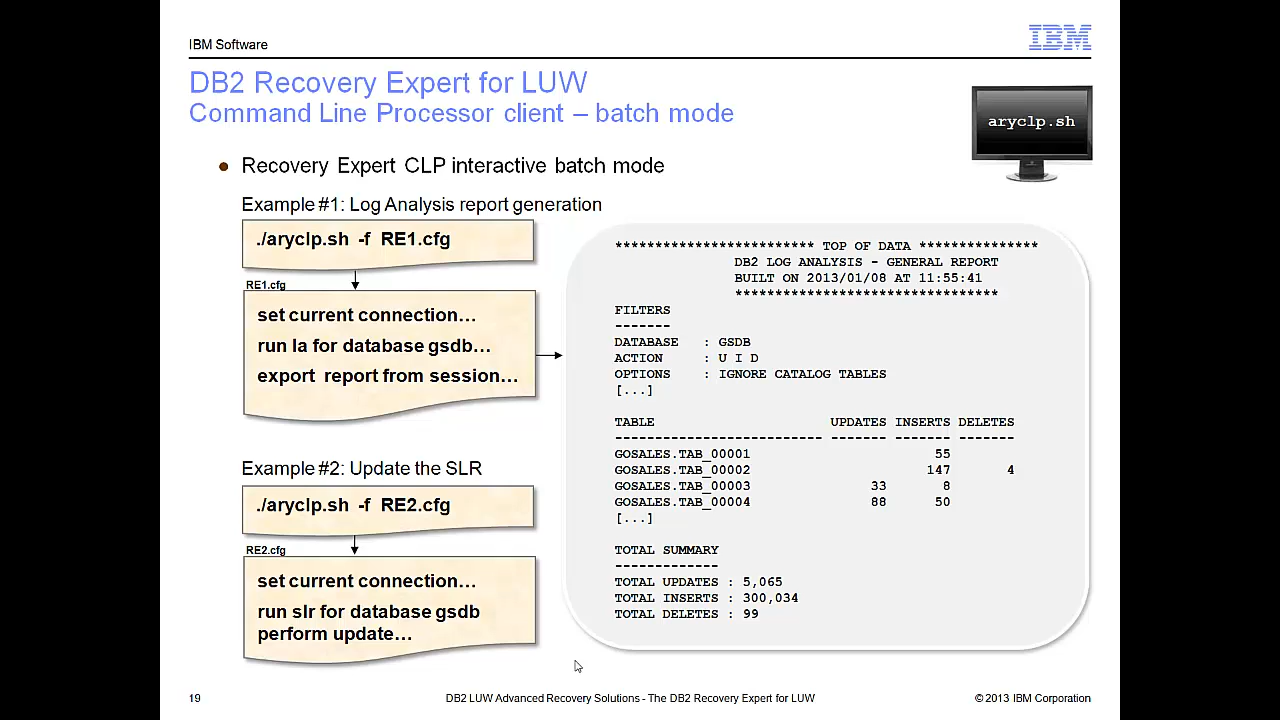 IBM Software
IBM
DB2 Recovery Expert for LUW
Command Line Processor client – batch mode
aryclp.sh
• Recovery Expert CLP interactive batch mode
Example #1: Log Analysis report generation
./aryclp.sh -f RE1.cfg
RE1.cfg
set current connection…
run la for database gsdb…
export report from session…
Example #2: Update the SLR
./aryclp.sh -f RE2.cfg
RE2.cfg
set current connection…
run slr for database gsdb
perform update…
************************* TOP OF DATA ***************
DB2 LOG ANALYSIS - GENERAL REPORT
BUILT ON 2013/01/08 AT 11:55:41
*********************************
FILTERS
-------
DATABASE : GSDB
ACTION : U I D
OPTIONS : IGNORE CATALOG TABLES
[...]
TABLE UPDATES INSERTS DELETES
-------------------------- ------- ------- -------
GOSALES.TAB_00001 55
GOSALES.TAB_00002 147 4
GOSALES.TAB_00003 33 8
GOSALES.TAB_00004 88 50
[...]
TOTAL SUMMARY
-------------
TOTAL UPDATES : 5,065
TOTAL INSERTS : 300,034
TOTAL DELETES : 99
19
DB2 LUW Advanced Recovery Solutions - The DB2 Recovery Expert for LUW
© 2013 IBM Corporation